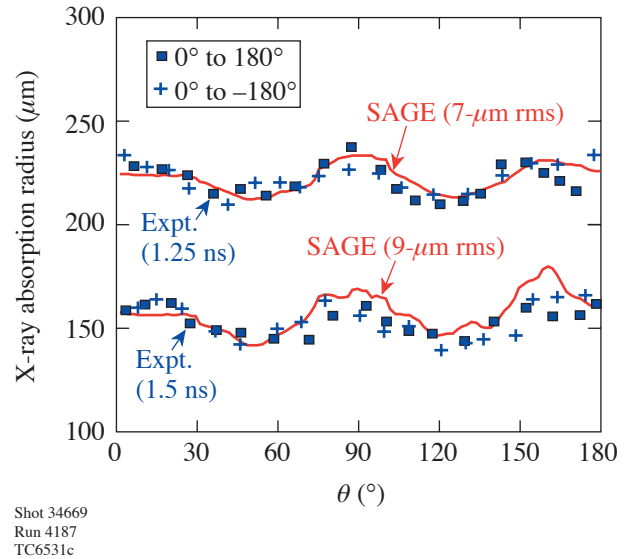 300
250
200
150
100
X-ray absorption radius (μm)
0° to 180°
0° to –180°
SAGE (7-μm rms)
Expt.
(1.25 ns)
SAGE (9-μm rms)
Expt.
(1.5 ns)
0 30 60 90 120 150 180
θ (°)
Shot 34669
Run 4187
TC6531c